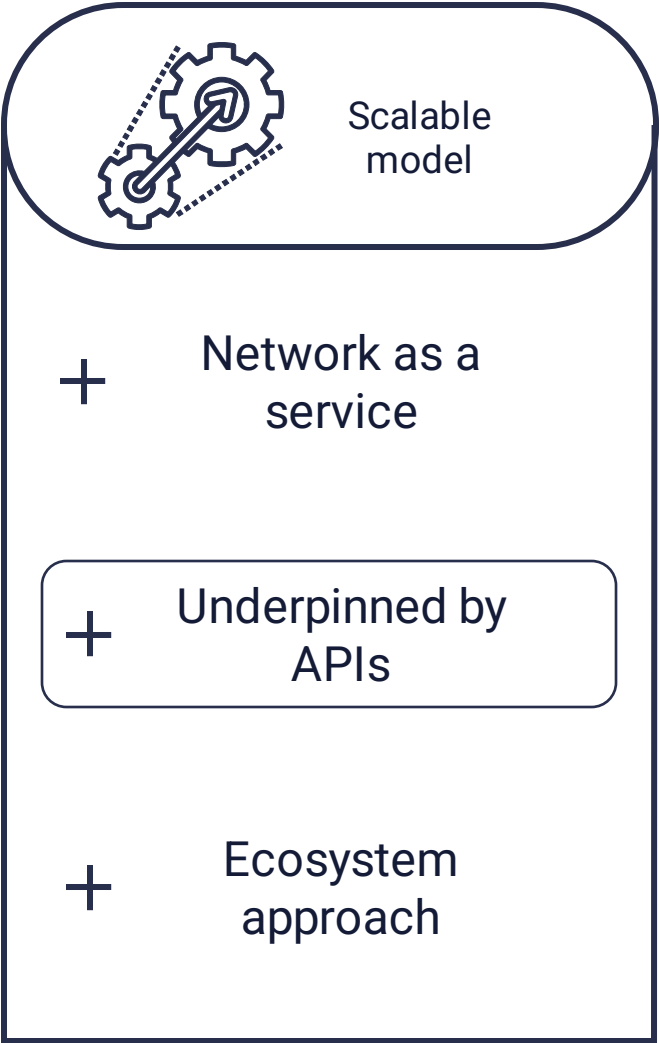 Scalable
model
+ Network as a
service
+ Underpinned by
APIs
+ Ecosystem
approach